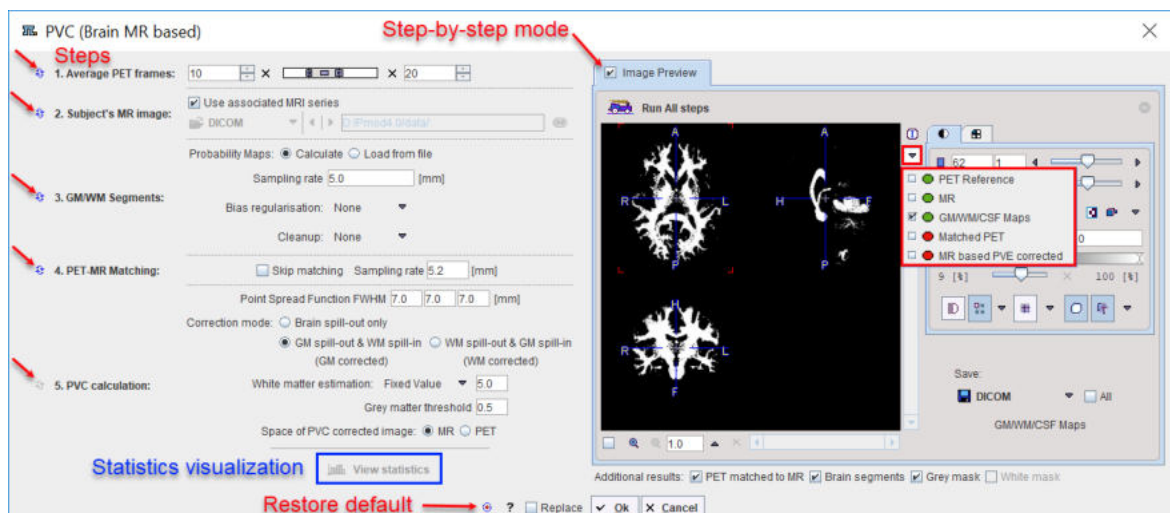 PVC (Brain MR based)
Step-by-step mode
Steps
1. Average PET frames: 10 × × 20
2. Subject's MR image: Use associated MRI series
DICOM D:/Pmod4.0/data/
Probability Maps: Calculate Load from file
Sampling rate 5.0 [mm]
3. GM/WM Segments:
Bias regularisation: None
Cleanup: None
4. PET-MR Matching: Skip matching Sampling rate 5.2 [mm]
Point Spread Function FWHM 7.0 7.0 7.0 [mm]
Correction mode: Brain spill-out only
GM spill-out & WM spill-in WM spill-out & GM spill-in
(GM corrected) (WM corrected)
5. PVC calculation: White matter estimation: Fixed Value 5.0
Grey matter threshold 0.5
Space of PVC corrected image: MR PET
Statistics visualization View statistics
Restore default ? Replace Ok Cancel
Image Preview
Run All steps
A A
R L H F
P P
H
R L
F
62 1
PET Reference
MR
GM/WM/CSF Maps
Matched PET
MR based PVE corrected
0
9 [%] 100 [%]
Save:
DICOM All
GM/WM/CSF Maps
1.0
Additional results: PET matched to MR Brain segments Grey mask White mask